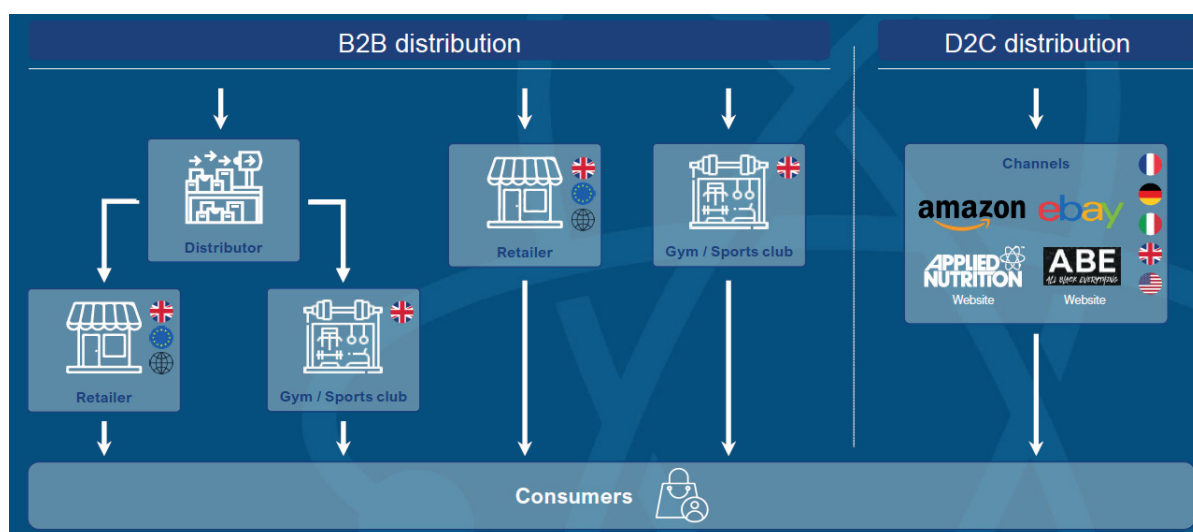 B2B distribution
D2C distribution
Distributor
Retailer
Gym / Sports club
Retailer
Gym / Sports club
Channels
amazon
ebay
APPLIED
NUTRITION
Website
ABE
ALL BLACK EVERYTHING
Website
Consumers